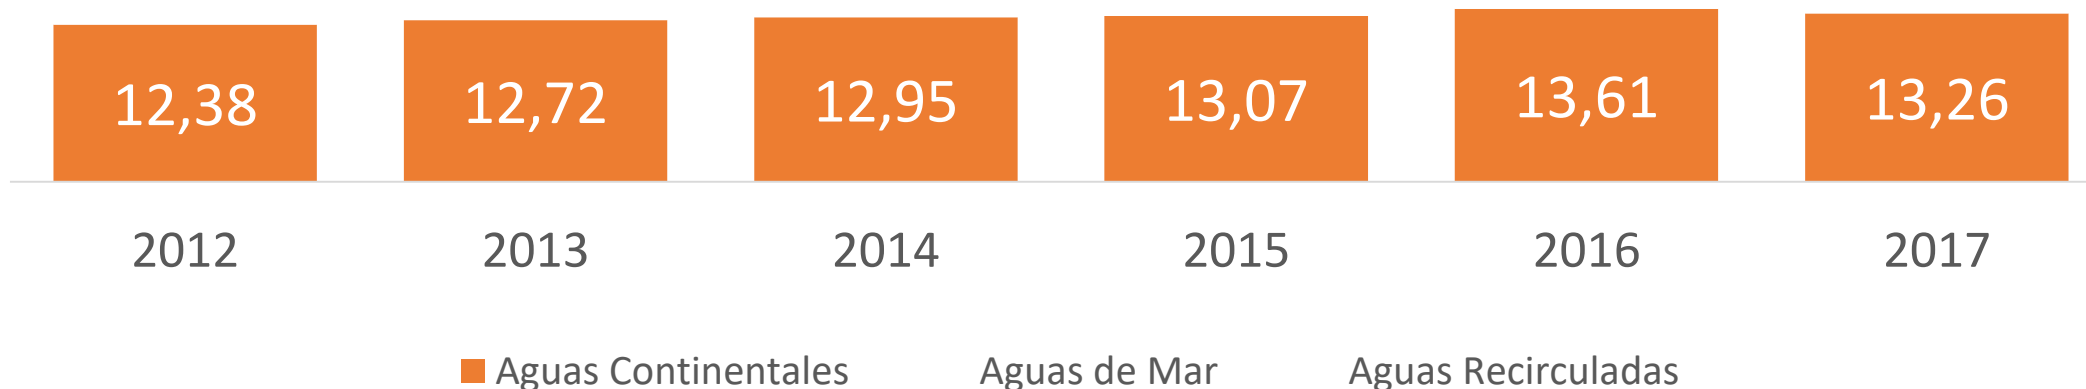 12,38 12,72 12,95 13,07 13,61 13,26
2012 2013 2014 2015 2016 2017
Aguas Continentales Aguas de Mar Aguas Recirculadas